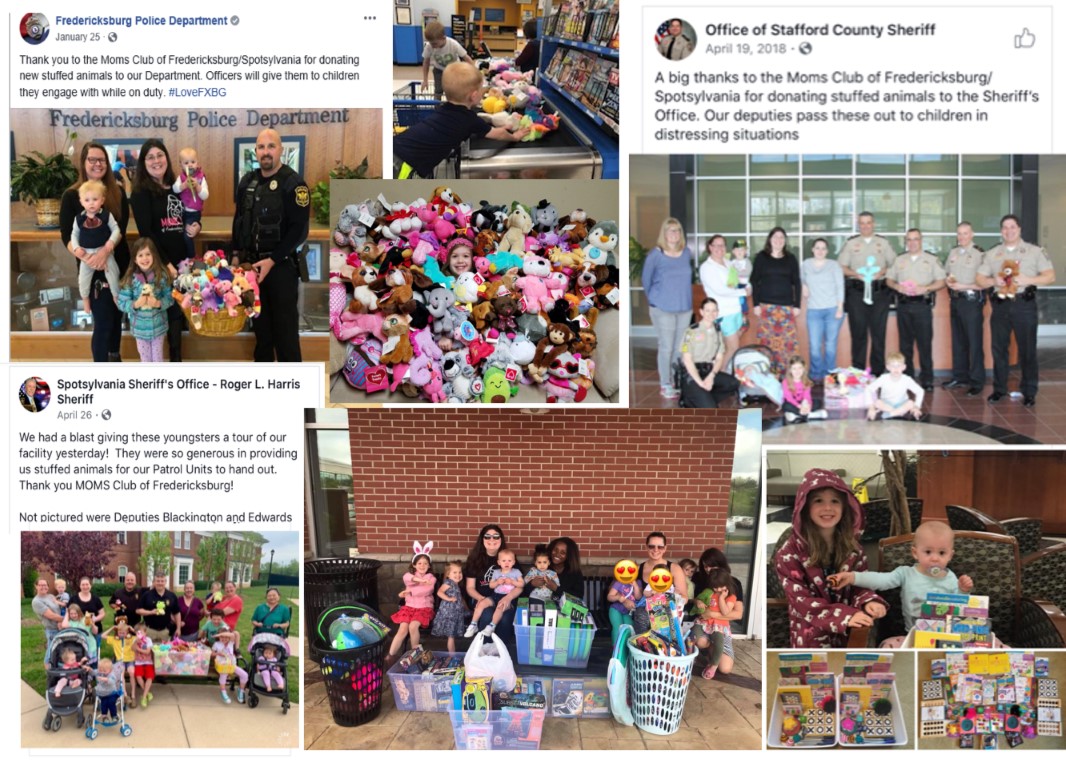 Fredericksburg Police Department
January 25 ·
Thank you to the Moms Club of Fredericksburg/Spotsylvania for donating
new stuffed animals to our Department. Officers will give them to children
they engage with while on duty. #LoveFXBG
Fredericksburg Police Department
Office of Stafford County Sheriff
April 19, 2018 ·
A big thanks to the Moms Club of Fredericksburg/
Spotsylvania for donating stuffed animals to the Sheriff's
Office. Our deputies pass these out to children in
distressing situations
Spotsylvania Sheriff's Office - Roger L. Harris
Sheriff
April 26 ·
We had a blast giving these youngsters a tour of our
facility yesterday! They were so generous in providing
us stuffed animals for our Patrol Units to hand out.
Thank you MOMS Club of Fredericksburg!
Not pictured were Deputies Blackington and Edwards